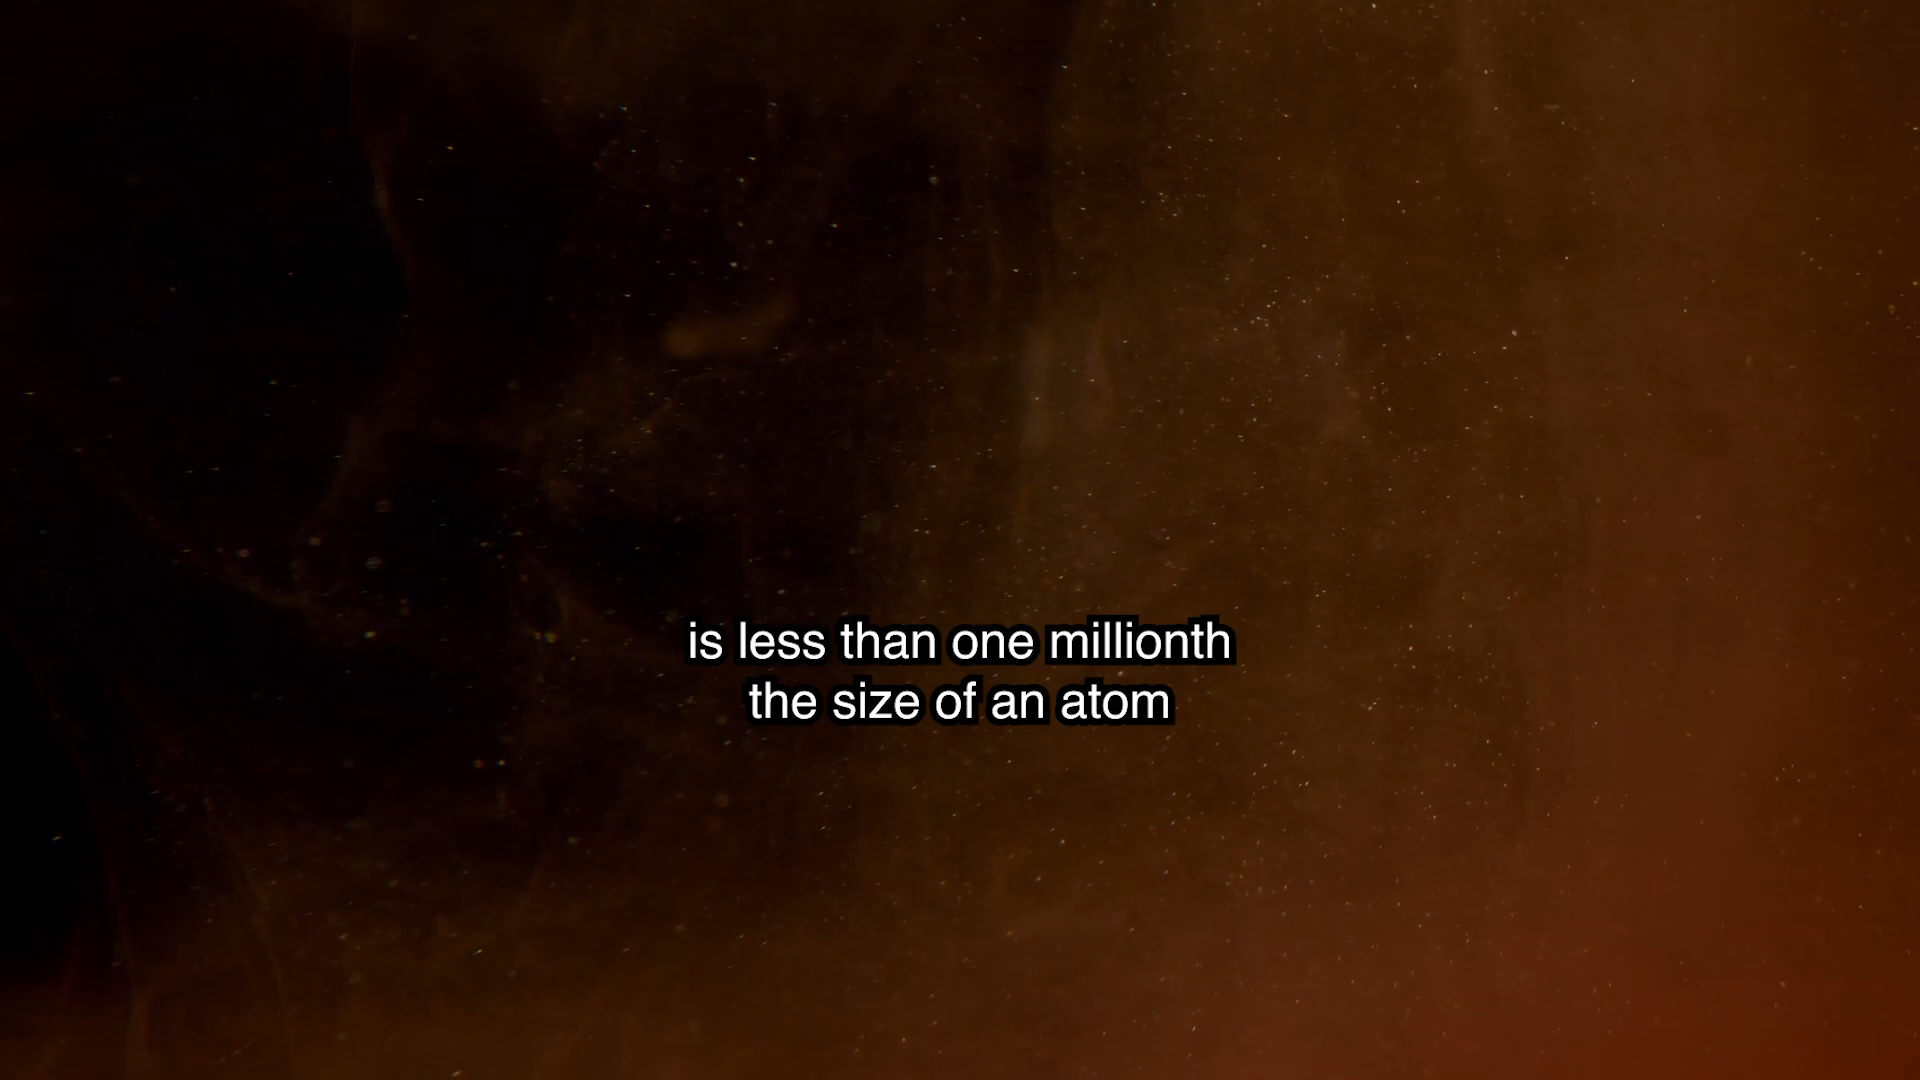 is less than one millionth
the size of an atom